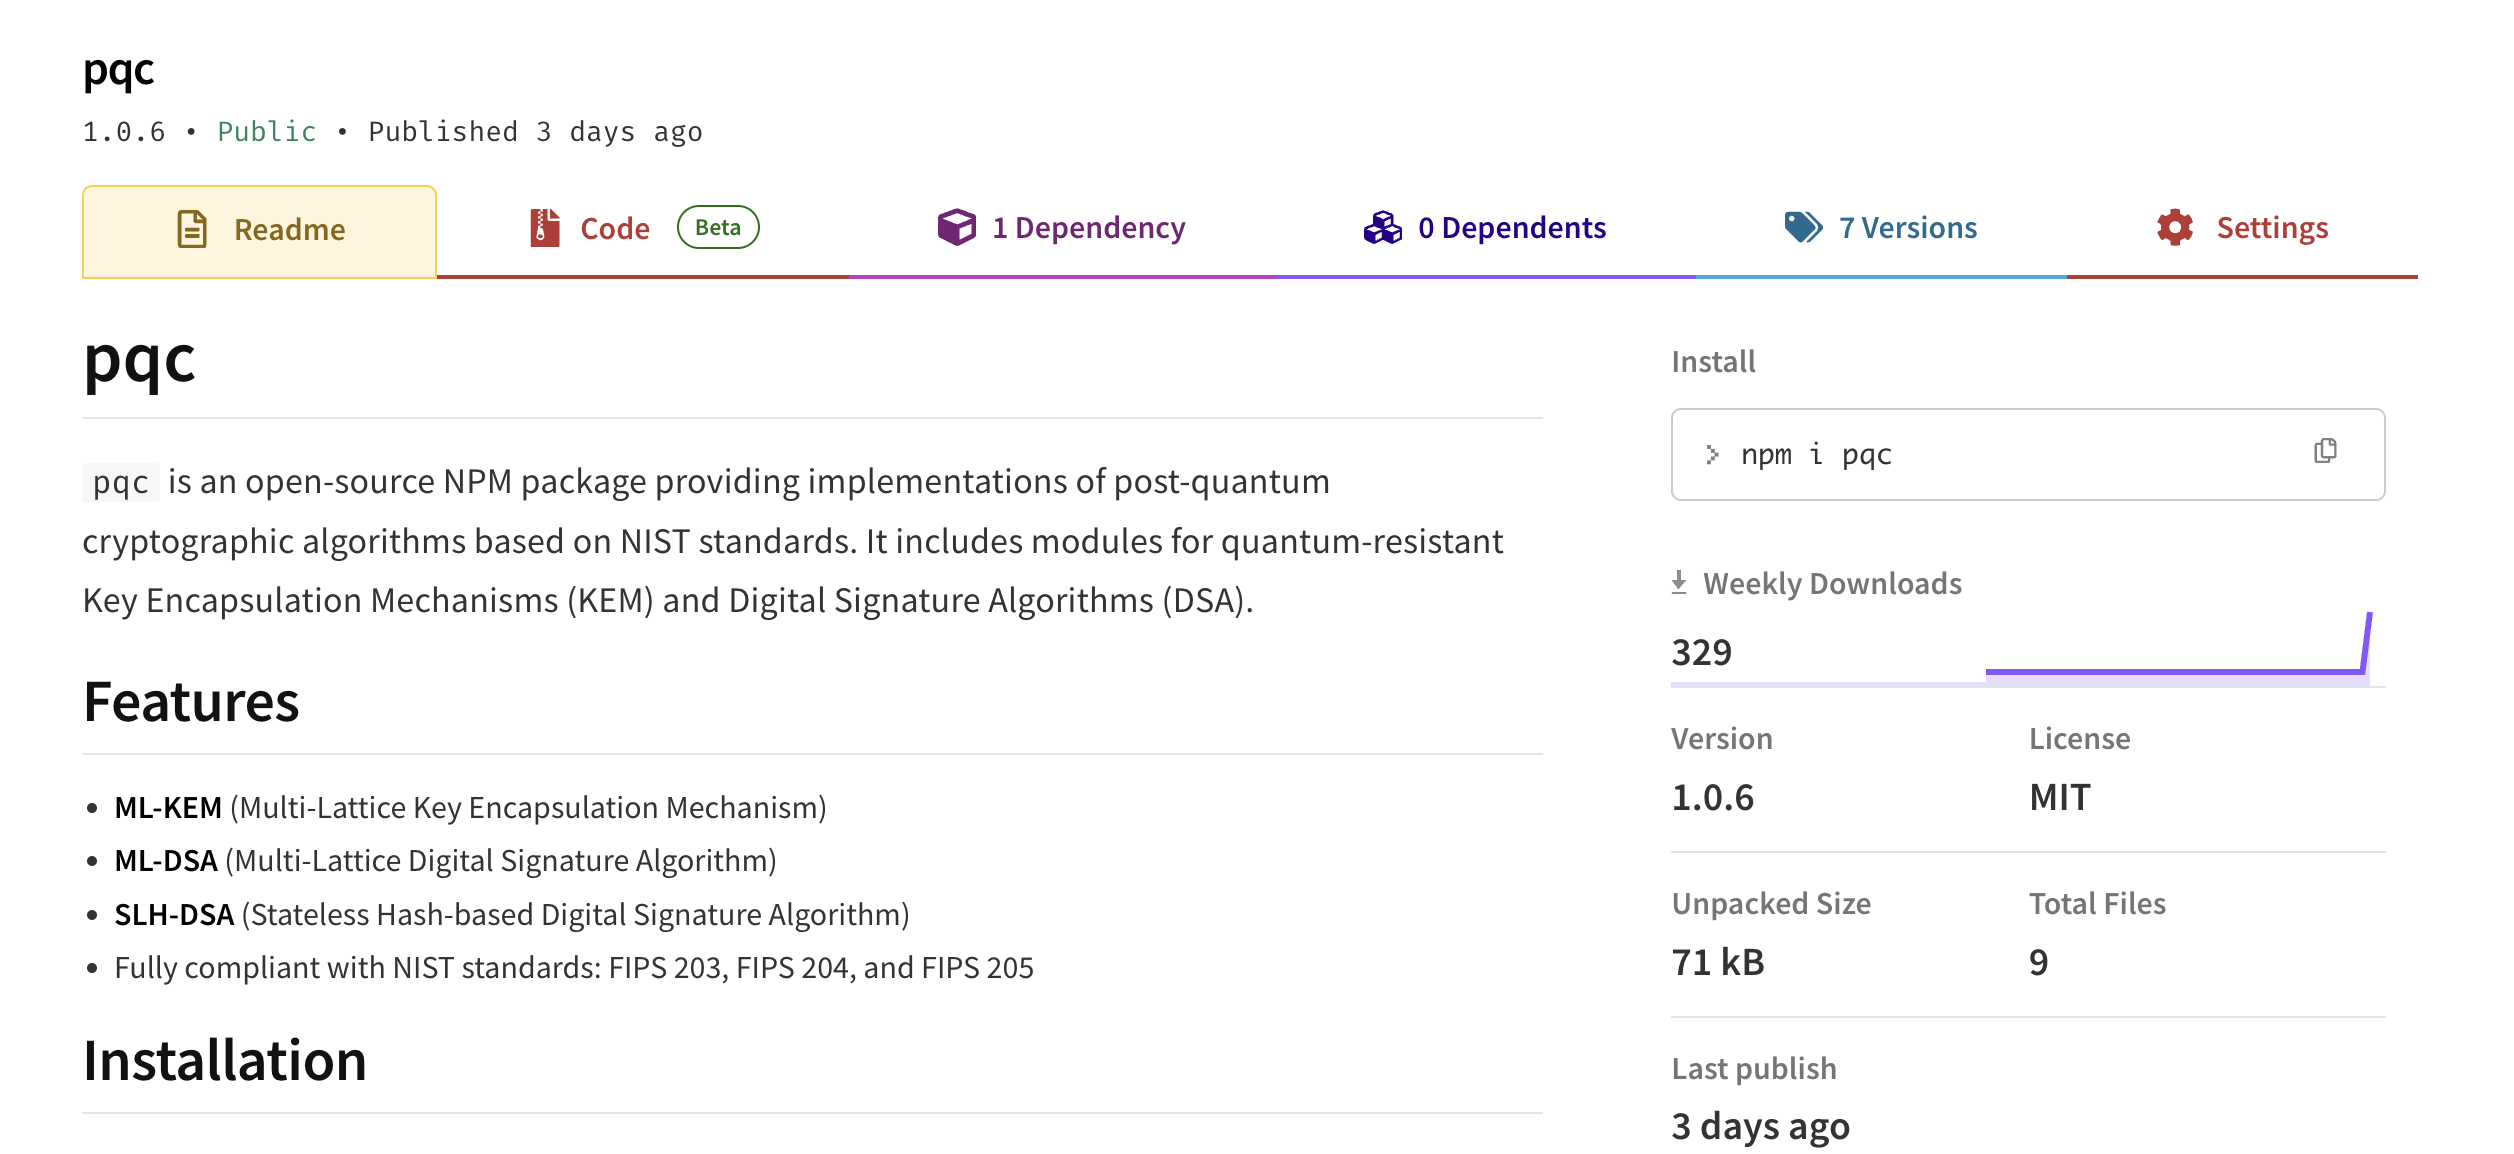 pqc
1.0.6 • Public • Published 3 days ago
Readme
Code Beta
1 Dependency
0 Dependents
7 Versions
Settings
pqc
pqc is an open-source NPM package providing implementations of post-quantum
cryptographic algorithms based on NIST standards. It includes modules for quantum-resistant
Key Encapsulation Mechanisms (KEM) and Digital Signature Algorithms (DSA).
Features
• ML-KEM (Multi-Lattice Key Encapsulation Mechanism)
• ML-DSA (Multi-Lattice Digital Signature Algorithm)
• SLH-DSA (Stateless Hash-based Digital Signature Algorithm)
• Fully compliant with NIST standards: FIPS 203, FIPS 204, and FIPS 205
Installation
Install
> npm i pqc
Weekly Downloads
329
Version
1.0.6
License
MIT
Unpacked Size
71 kB
Total Files
9
Last publish
3 days ago